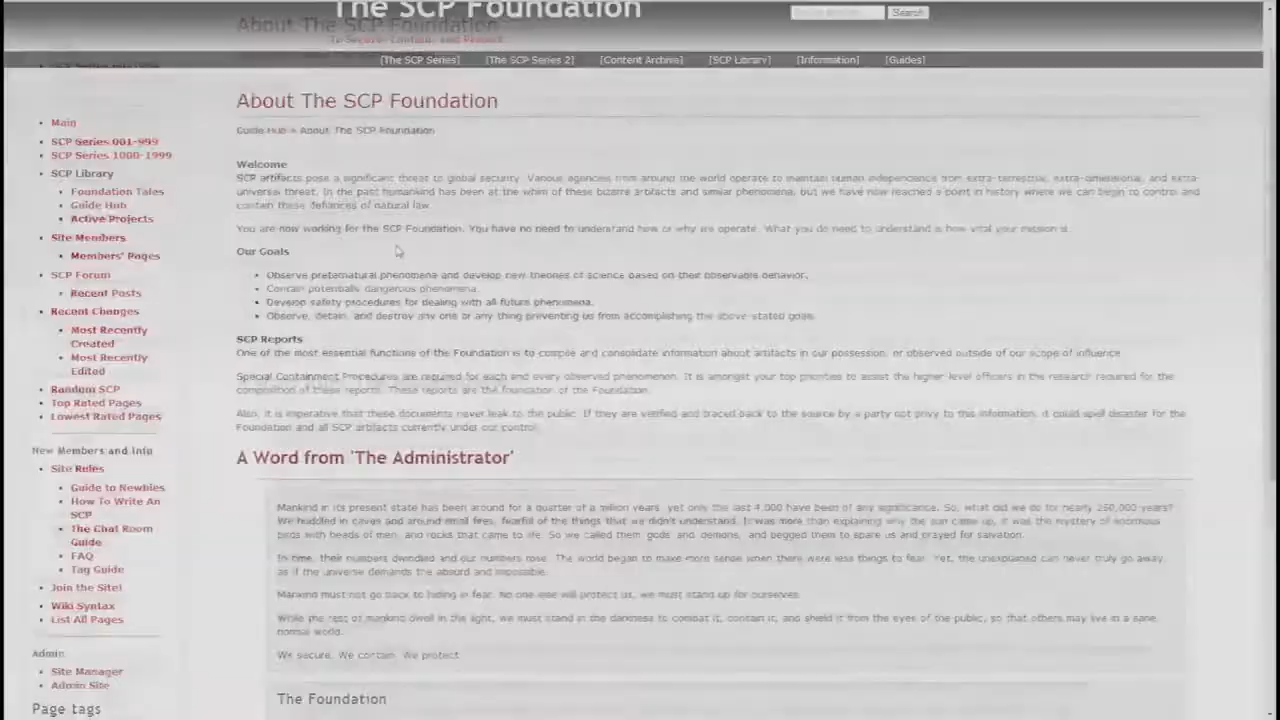 The SCP Foundation
About The SCP Foundation
To Secure, Contain, and Protect
Search
[The SCP Series] [The SCP Series 2] [Content Archive] [SCP Library] [Information] [Guides]
Main
SCP Series 001-999
SCP Series 1000-1999
SCP Library
Foundation Tales
Guide Hub
Active Projects
Site Members
Members' Pages
SCP Forum
Recent Posts
Recent Changes
Most Recently
Created
Most Recently
Edited
Random SCP
Top Rated Pages
Lowest Rated Pages
New Members and Info
Site Rules
Guide to Newbies
How To Write An
SCP
The Chat Room
Guide
FAQ
Tag Guide
Join the Site!
Wiki Syntax
List All Pages
Admin
Site Manager
Admin Site
Page tags
About The SCP Foundation
Guide Hub » About The SCP Foundation
Welcome
SCP artifacts pose a significant threat to global security. Various agencies from around the world operate to maintain human independence from extra-terrestrial, extra-dimensional, and extra-
universal threat. In the past humankind has been at the whim of these bizarre artifacts and similar phenomena, but we have now reached a point in history where we can begin to control and
contain these defiances of natural law.
You are now working for the SCP Foundation. You have no need to understand how or why we operate. What you do need to understand is how vital your mission is.
Our Goals
Observe preternatural phenomena and develop new theories of science based on their observable behavior.
Contain potentially dangerous phenomena.
Develop safety procedures for dealing with all future phenomena.
Observe, detain, and destroy any one or any thing preventing us from accomplishing the above-stated goals.
SCP Reports
One of the most essential functions of the Foundation is to compile and consolidate information about artifacts in our possession, or observed outside of our scope of influence.
Special Containment Procedures are required for each and every observed phenomenon. It is amongst your top priorities to assist the higher-level officers in the research required for the
composition of these reports. These reports are the foundation of the Foundation.
Also, it is imperative that these documents never leak to the public. If they are verified and traced back to the source by a party not privy to this information, it could spell disaster for the
Foundation and all SCP artifacts currently under our control.
A Word from 'The Administrator'
Mankind in its present state has been around for a quarter of a million years, yet only the last 4,000 have been of any significance. So, what did we do for nearly 250,000 years?
We huddled in caves and around small fires, fearful of the things that we didn't understand. It was more than explaining why the sun came up, it was the mystery of enormous
birds with heads of men, and rocks that came to life. So we called them gods and demons, and begged them to spare us and prayed for salvation.
In time, their numbers dwindled and our numbers rose. The world began to make more sense when there were less things to fear. Yet, the unexplained can never truly go away,
as if the universe demands the absurd and impossible.
Mankind must not go back to hiding in fear. No one else will protect us, we must stand up for ourselves.
While the rest of mankind dwell in the light, we must stand in the darkness to combat it, contain it, and shield it from the eyes of the public, so that others may live in a sane
normal world.
We secure. We contain. We protect.
The Foundation